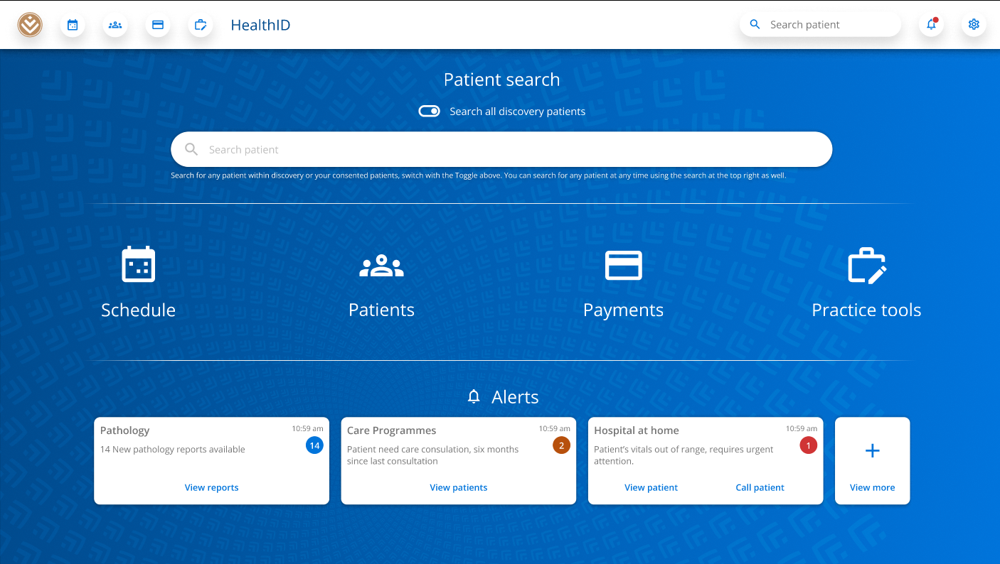 HealthID
Search patient
Patient search
Search all discovery patients
Search patient
Search for any patient within discovery or your consented patients, switch with the Toggle above. You can search for any patient at any time using the search at the top right as well.
Schedule
Patients
Payments
Practice tools
Alerts
Pathology
10:59 am
14 New pathology reports available
14
View reports
Care Programmes
10:59 am
Patient need care consulation, six months
since last consultation
2
View patients
Hospital at home
10:59 am
Patient's vitals out of range, requires urgent
attention.
1
View patient
Call patient
View more